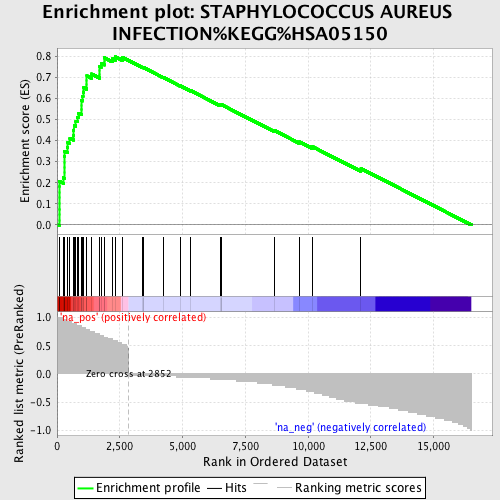 Enrichment plot: STAPHYLOCOCCUS AUREUS
INFECTION%KEGG%HSA05150
Enrichment score (ES)
0.8
0.7
0.6
0.5
0.4
0.3
0.2
0.1
0.0
Ranked list metric (PreRanked)
1.0
0.5
0.0
-0.5
-1.0
'na_pos' (positively correlated)
Zero cross at 2852
'na_neg' (negatively correlated)
0 2,500 5,000 7,500 10,000 12,500 15,000
Rank in Ordered Dataset
Enrichment profile Hits Ranking metric scores